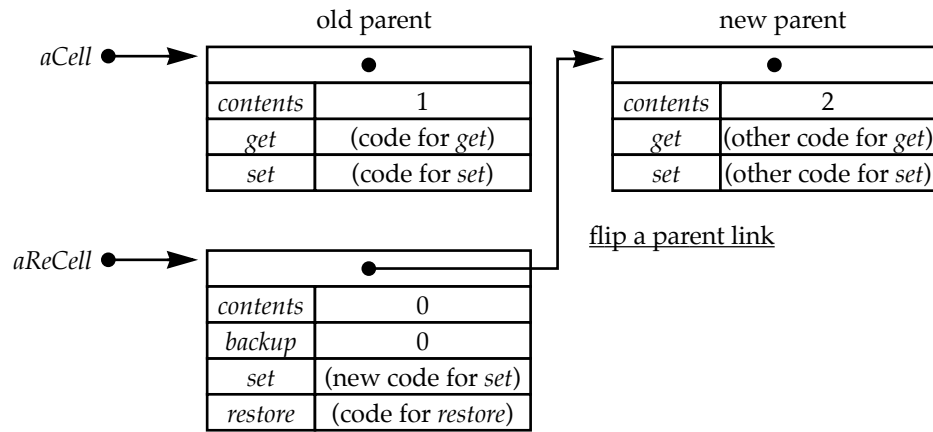 old parent new parent
aCell
contents 1 contents 2
get (code for get) get (other code for get)
set (code for set) set (other code for set)
flip a parent link
aReCell
contents 0
backup 0
set (new code for set)
restore (code for restore)